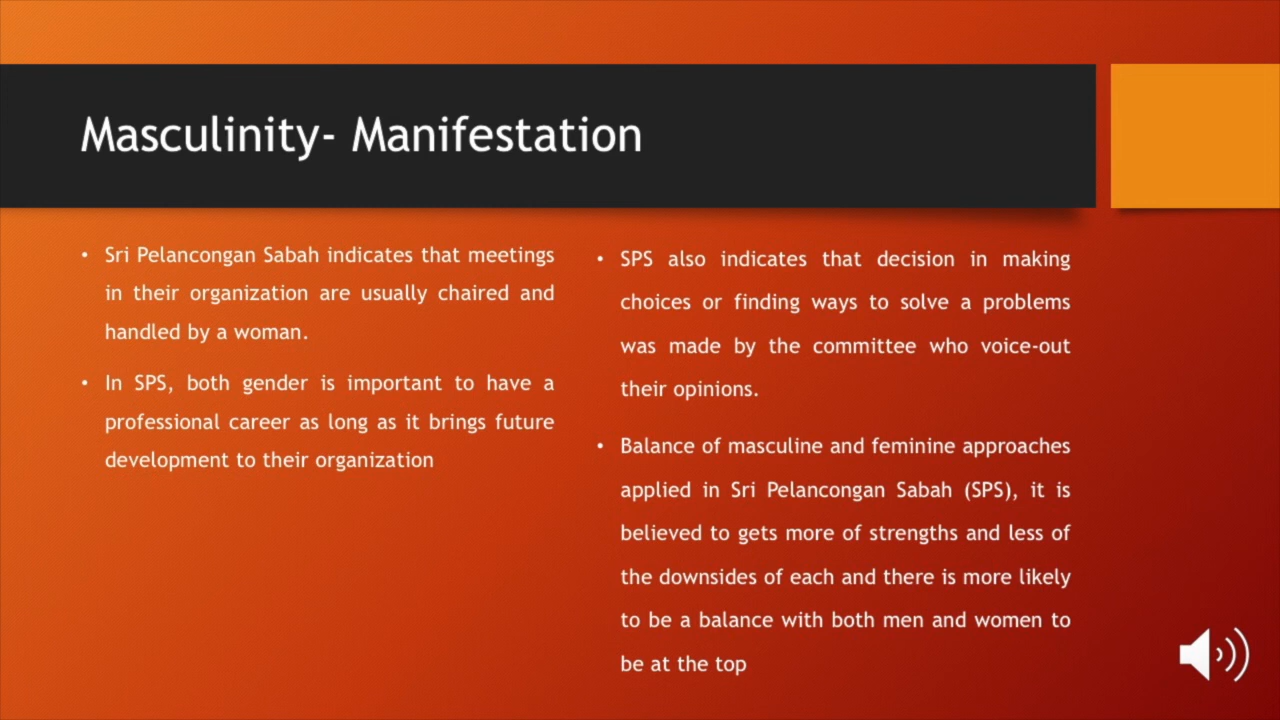 Masculinity- Manifestation
• Sri Pelancongan Sabah indicates that meetings
in their organization are usually chaired and
handled by a woman.
• In SPS, both gender is important to have a
professional career as long as it brings future
development to their organization
• SPS also indicates that decision in making
choices or finding ways to solve a problems
was made by the committee who voice-out
their opinions.
• Balance of masculine and feminine approaches
applied in Sri Pelancongan Sabah (SPS), it is
believed to gets more of strengths and less of
the downsides of each and there is more likely
to be a balance with both men and women to
be at the top